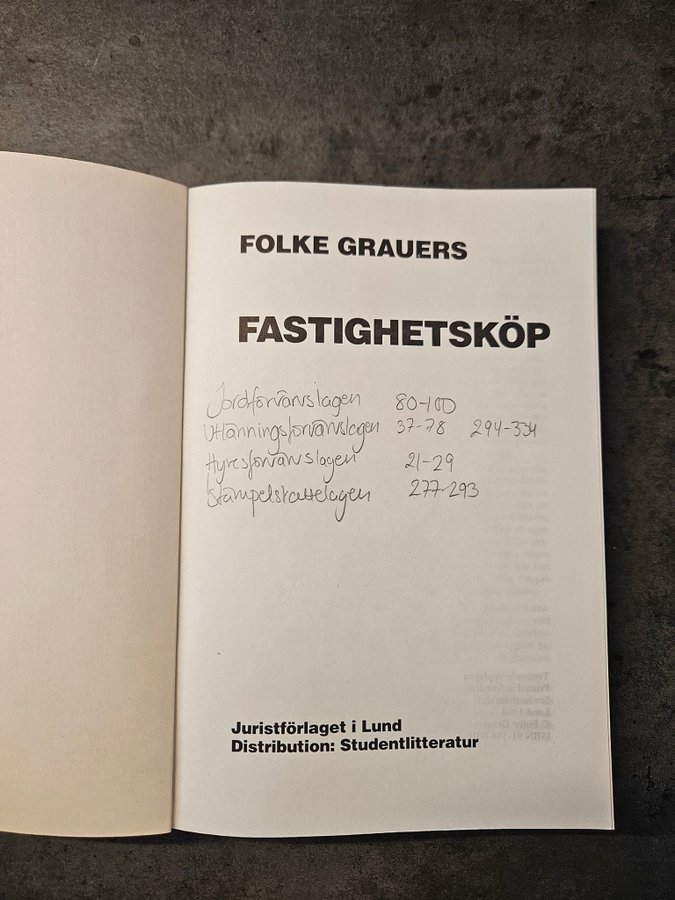 FOLKE GRAUERS
FASTIGHETSKÖP
Jordförvärvslagen 80-100
Utlänningsförvärvslagen 37-78 294-334
Hyresförvärvslagen 21-29
Stämpelskattelagen 277-293
Juristförlaget i Lund
Distribution: Studentlitteratur